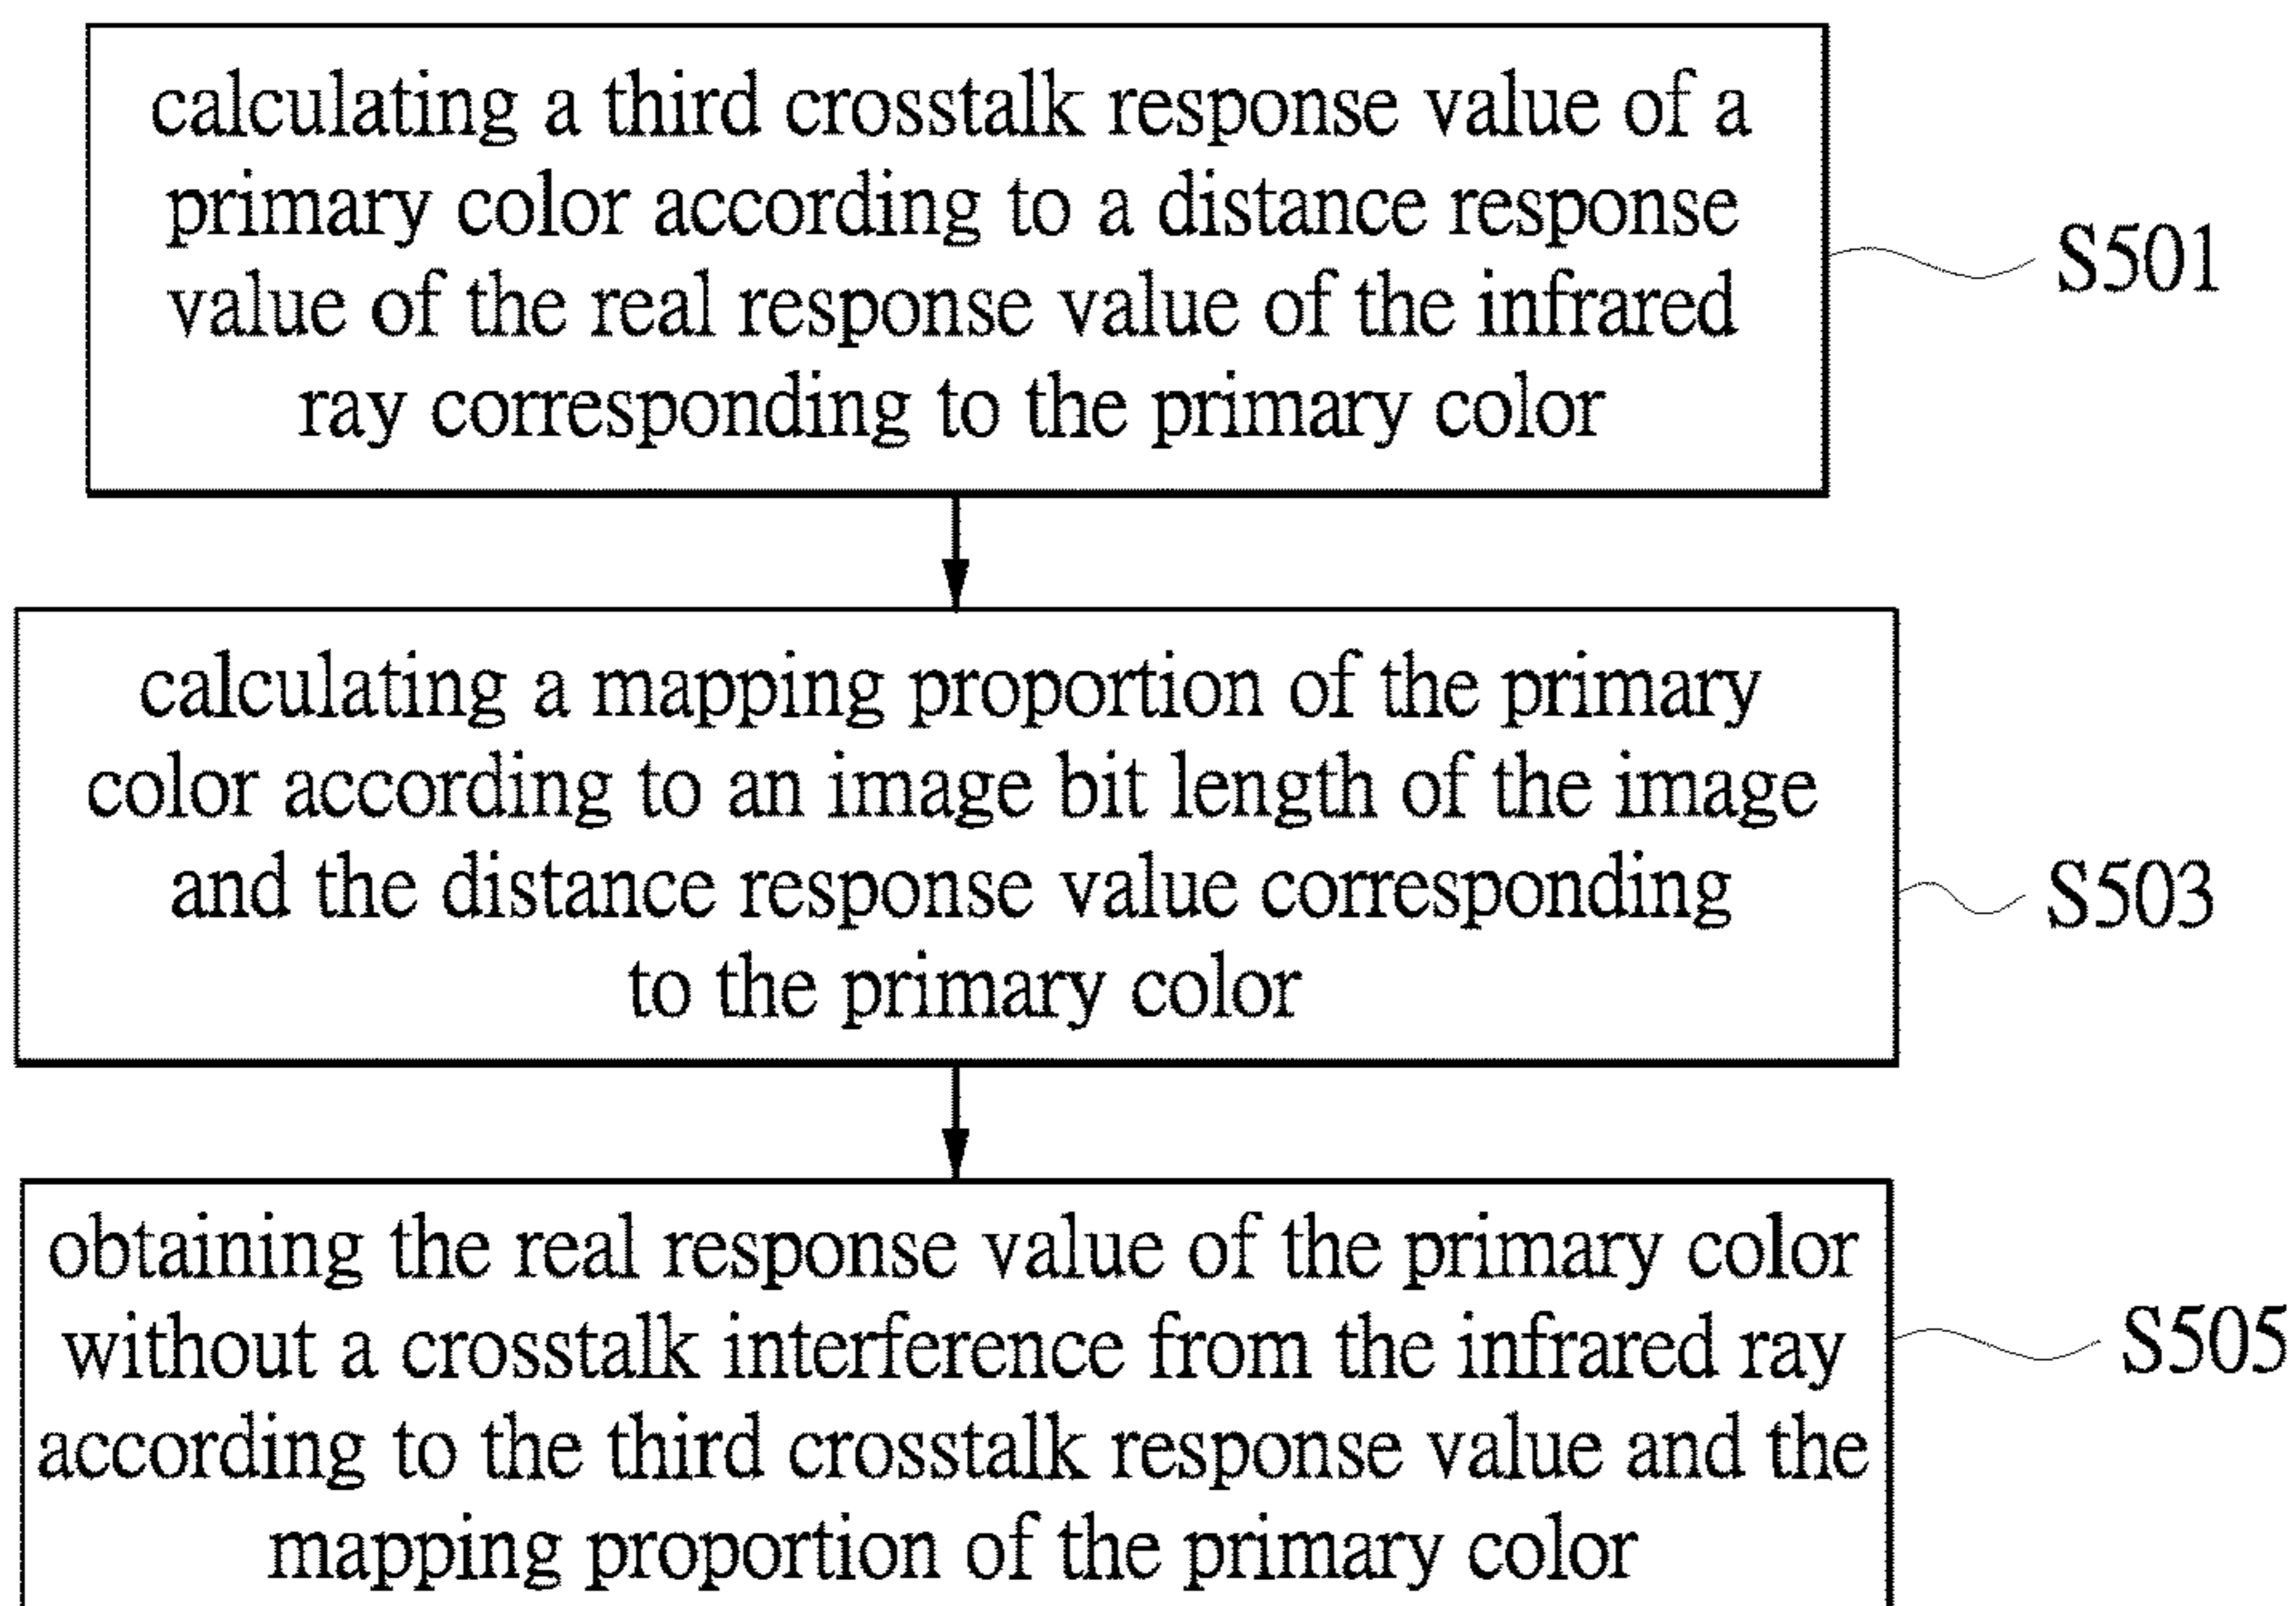 calculating a third crosstalk response value of a
primary color according to a distance response
value of the real response value of the infrared
ray corresponding to the primary color
S501
calculating a mapping proportion of the primary
color according to an image bit length of the image
and the distance response value corresponding
to the primary color
S503
obtaining the real response value of the primary color
without a crosstalk interference from the infrared ray
according to the third crosstalk response value and the
mapping proportion of the primary color
S505